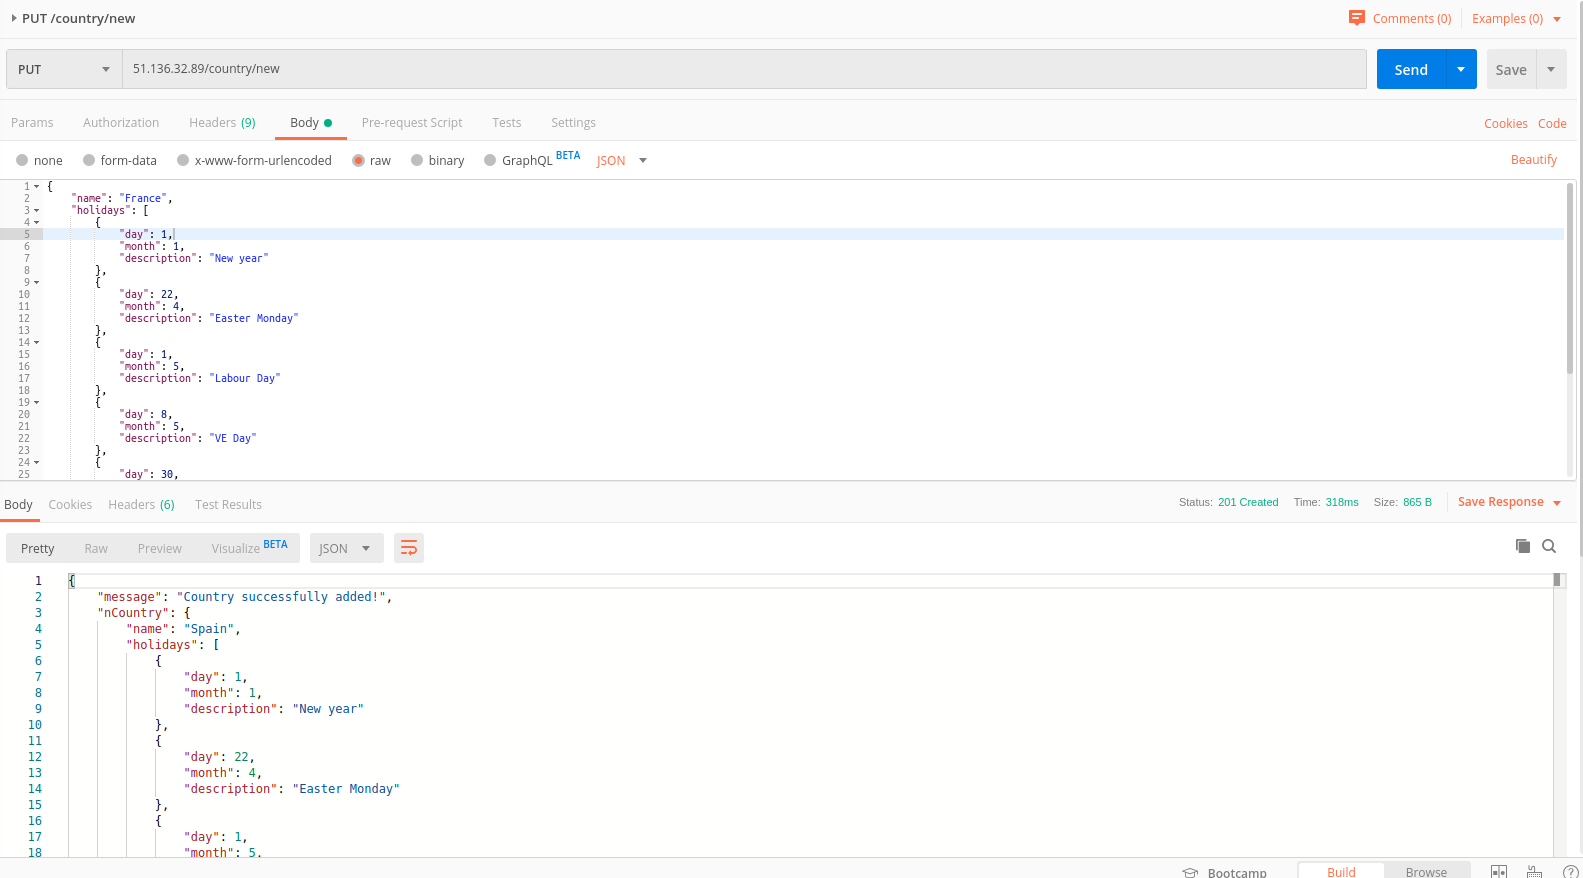 PUT /country/new
Comments (0) Examples (0)
PUT 51.136.32.89/country/new Send Save
Params Authorization Headers (9) Body Pre-request Script Tests Settings Cookies Code
none form-data x-www-form-urlencoded raw binary GraphQL BETA JSON Beautify
1 {
2 "name": "France",
3 "holidays": [
4 {
5 "day": 1,
6 "month": 1,
7 "description": "New year"
8 },
9 {
10 "day": 22,
11 "month": 4,
12 "description": "Easter Monday"
13 },
14 {
15 "day": 1,
16 "month": 5,
17 "description": "Labour Day"
18 },
19 {
20 "day": 8,
21 "month": 5,
22 "description": "VE Day"
23 },
24 {
25 "day": 30,
Body Cookies Headers (6) Test Results Status: 201 Created Time: 318ms Size: 865 B Save Response
Pretty Raw Preview Visualize BETA JSON
1 {
2 "message": "Country successfully added!",
3 "nCountry": {
4 "name": "Spain",
5 "holidays": [
6 {
7 "day": 1,
8 "month": 1,
9 "description": "New year"
10 },
11 {
12 "day": 22,
13 "month": 4,
14 "description": "Easter Monday"
15 },
16 {
17 "day": 1,
18 "month": 5,
Bootcamp Build Browse